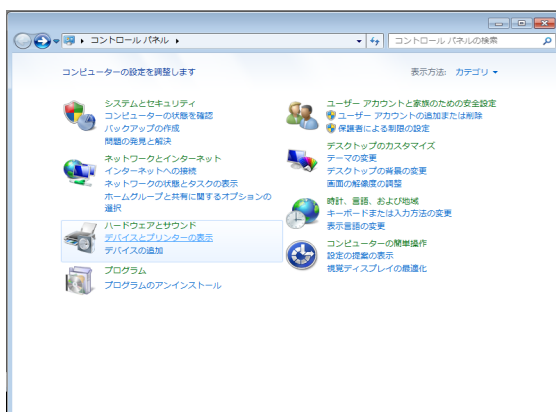 コントロール パネル
コントロール パネルの検索
コンピューターの設定を調整します
表示方法: カテゴリ
システムとセキュリティ
コンピューターの状態を確認
バックアップの作成
問題の発見と解決
ネットワークとインターネット
インターネットへの接続
ネットワークの状態とタスクの表示
ホームグループと共有に関するオプションの
選択
ハードウェアとサウンド
デバイスとプリンターの表示
デバイスの追加
プログラム
プログラムのアンインストール
ユーザー アカウントと家族のための安全設定
ユーザー アカウントの追加または削除
保護者による制限の設定
デスクトップのカスタマイズ
テーマの変更
デスクトップの背景の変更
画面の解像度の調整
時計、言語、および地域
キーボードまたは入力方法の変更
表示言語の変更
コンピューターの簡単操作
設定の提案の表示
視覚ディスプレイの最適化